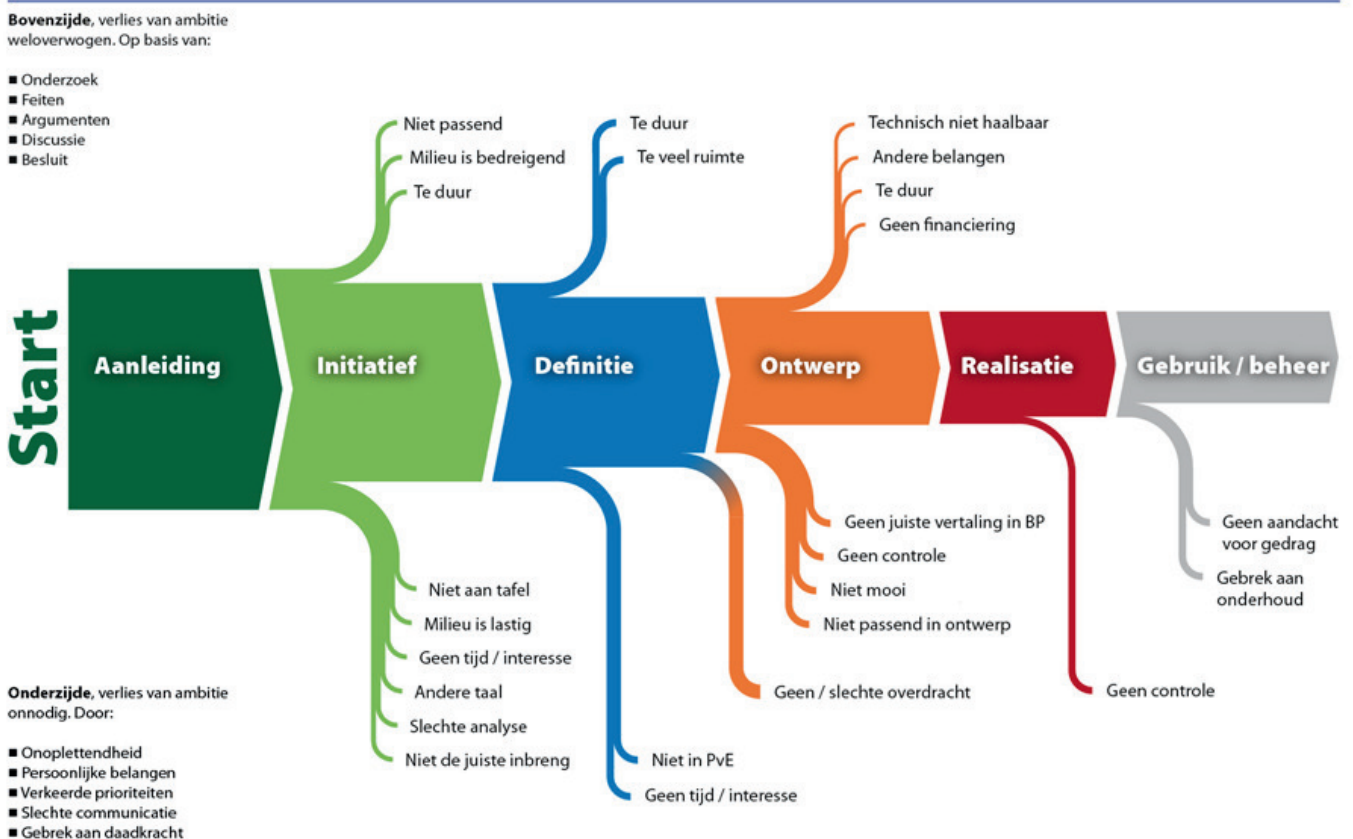 Bovenzijde, verlies van ambitie
weloverwogen. Op basis van:
■ Onderzoek
■ Feiten
■ Argumenten
■ Discussie
■ Besluit
Niet passend
Milieu is bedreigend
Te duur
Te duur
Te veel ruimte
Technisch niet haalbaar
Andere belangen
Te duur
Geen financiering
Start
Aanleiding
Initiatief
Definitie
Ontwerp
Realisatie
Gebruik / beheer
Niet aan tafel
Milieu is lastig
Geen tijd / interesse
Andere taal
Slechte analyse
Niet de juiste inbreng
Niet in PvE
Geen tijd / interesse
Geen / slechte overdracht
Geen juiste vertaling in BP
Geen controle
Niet mooi
Niet passend in ontwerp
Geen controle
Geen aandacht
voor gedrag
Gebrek aan
onderhoud
Onderzijde, verlies van ambitie
onnodig. Door:
■ Onoplettendheid
■ Persoonlijke belangen
■ Verkeerde prioriteiten
■ Slechte communicatie
■ Gebrek aan daadkracht